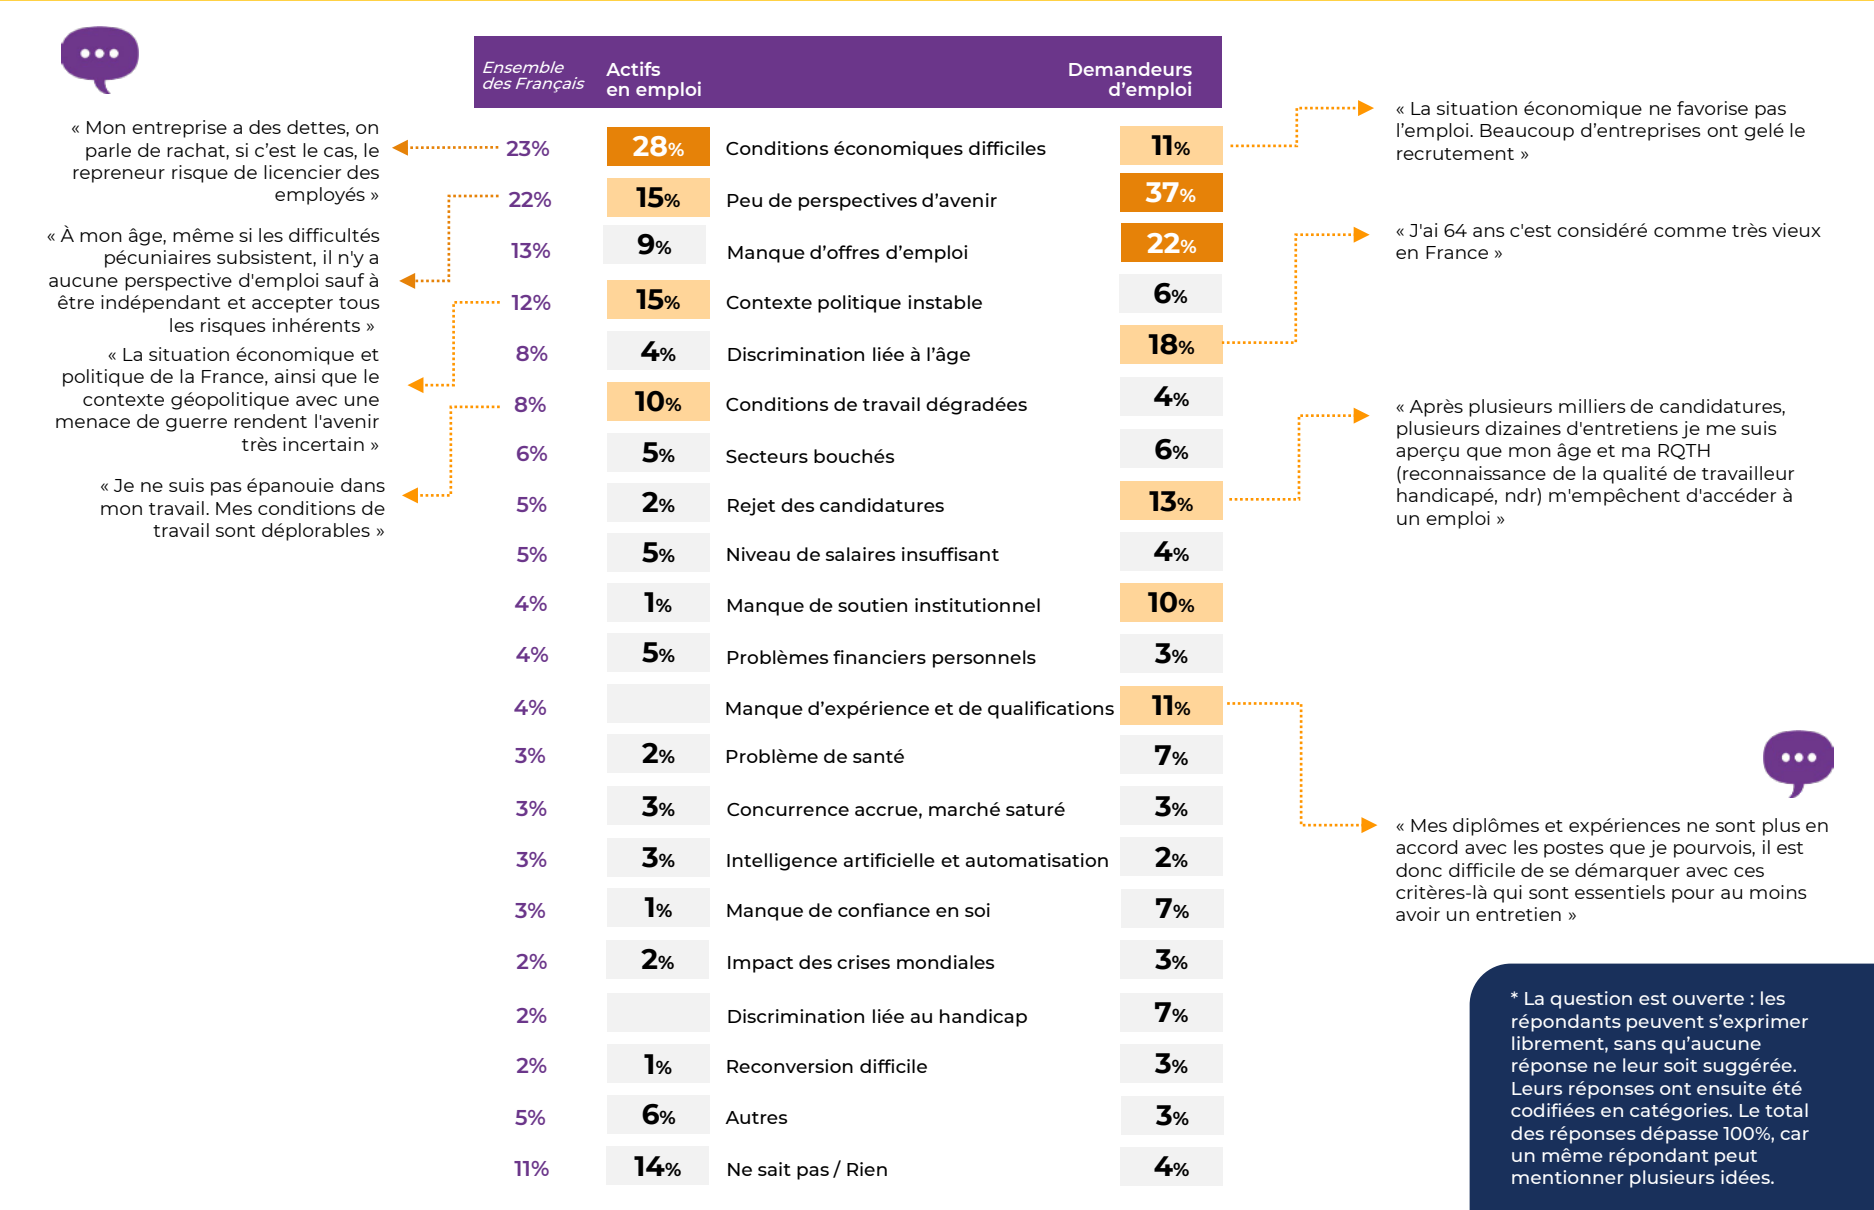 Ensemble
des Français
Actifs
en emploi
Demandeurs
d’emploi
« Mon entreprise a des dettes, on
parle de rachat, si c’est le cas, le
repreneur risque de licencier des
employés »
« À mon âge, même si les difficultés
pécuniaires subsistent, il n'y a
aucune perspective d'emploi sauf à
être indépendant et accepter tous
les risques inhérents »
« La situation économique et
politique de la France, ainsi que le
contexte géopolitique avec une
menace de guerre rendent l'avenir
très incertain »
« Je ne suis pas épanouie dans
mon travail. Mes conditions de
travail sont déplorables »
23% 28% Conditions économiques difficiles 11%
22% 15% Peu de perspectives d’avenir 37%
13% 9% Manque d’offres d’emploi 22%
12% 15% Contexte politique instable 6%
8% 4% Discrimination liée à l’âge 18%
8% 10% Conditions de travail dégradées 4%
6% 5% Secteurs bouchés 6%
5% 2% Rejet des candidatures 13%
5% 5% Niveau de salaires insuffisant 4%
4% 1% Manque de soutien institutionnel 10%
4% 5% Problèmes financiers personnels 3%
4% Manque d’expérience et de qualifications 11%
3% 2% Problème de santé 7%
3% 3% Concurrence accrue, marché saturé 3%
3% 3% Intelligence artificielle et automatisation 2%
3% 1% Manque de confiance en soi 7%
2% 2% Impact des crises mondiales 3%
2% Discrimination liée au handicap 7%
2% 1% Reconversion difficile 3%
5% 6% Autres 3%
11% 14% Ne sait pas / Rien 4%
« La situation économique ne favorise pas
l’emploi. Beaucoup d’entreprises ont gelé le
recrutement »
« J'ai 64 ans c'est considéré comme très vieux
en France »
« Après plusieurs milliers de candidatures,
plusieurs dizaines d'entretiens je me suis
aperçu que mon âge et ma RQTH
(reconnaissance de la qualité de travailleur
handicapé, ndr) m'empêchent d'accéder à
un emploi »
« Mes diplômes et expériences ne sont plus en
accord avec les postes que je pourvois, il est
donc difficile de se démarquer avec ces
critères-là qui sont essentiels pour au moins
avoir un entretien »
* La question est ouverte : les
répondants peuvent s’exprimer
librement, sans qu’aucune
réponse ne leur soit suggérée.
Leurs réponses ont ensuite été
codifiées en catégories. Le total
des réponses dépasse 100%, car
un même répondant peut
mentionner plusieurs idées.